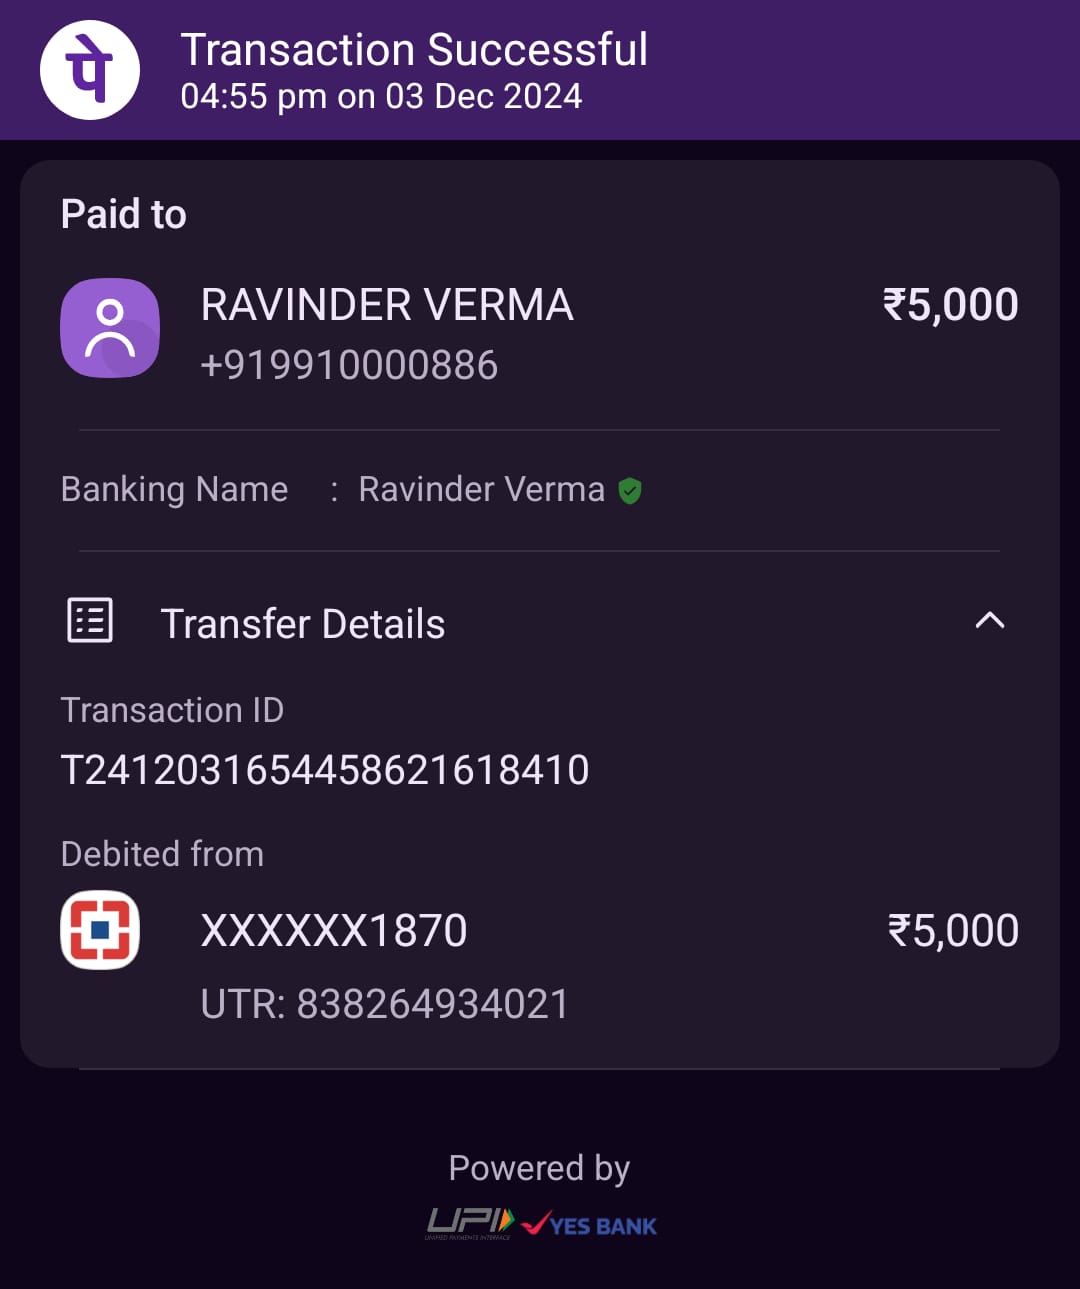 पे
Transaction Successful
04:55 pm on 03 Dec 2024
Paid to
RAVINDER VERMA ₹5,000
+919910000886
Banking Name : Ravinder Verma
Transfer Details
Transaction ID
T2412031654458621618410
Debited from
XXXXXX1870 ₹5,000
UTR: 838264934021
Powered by
UPI YES BANK
UNIFIED PAYMENTS INTERFACE